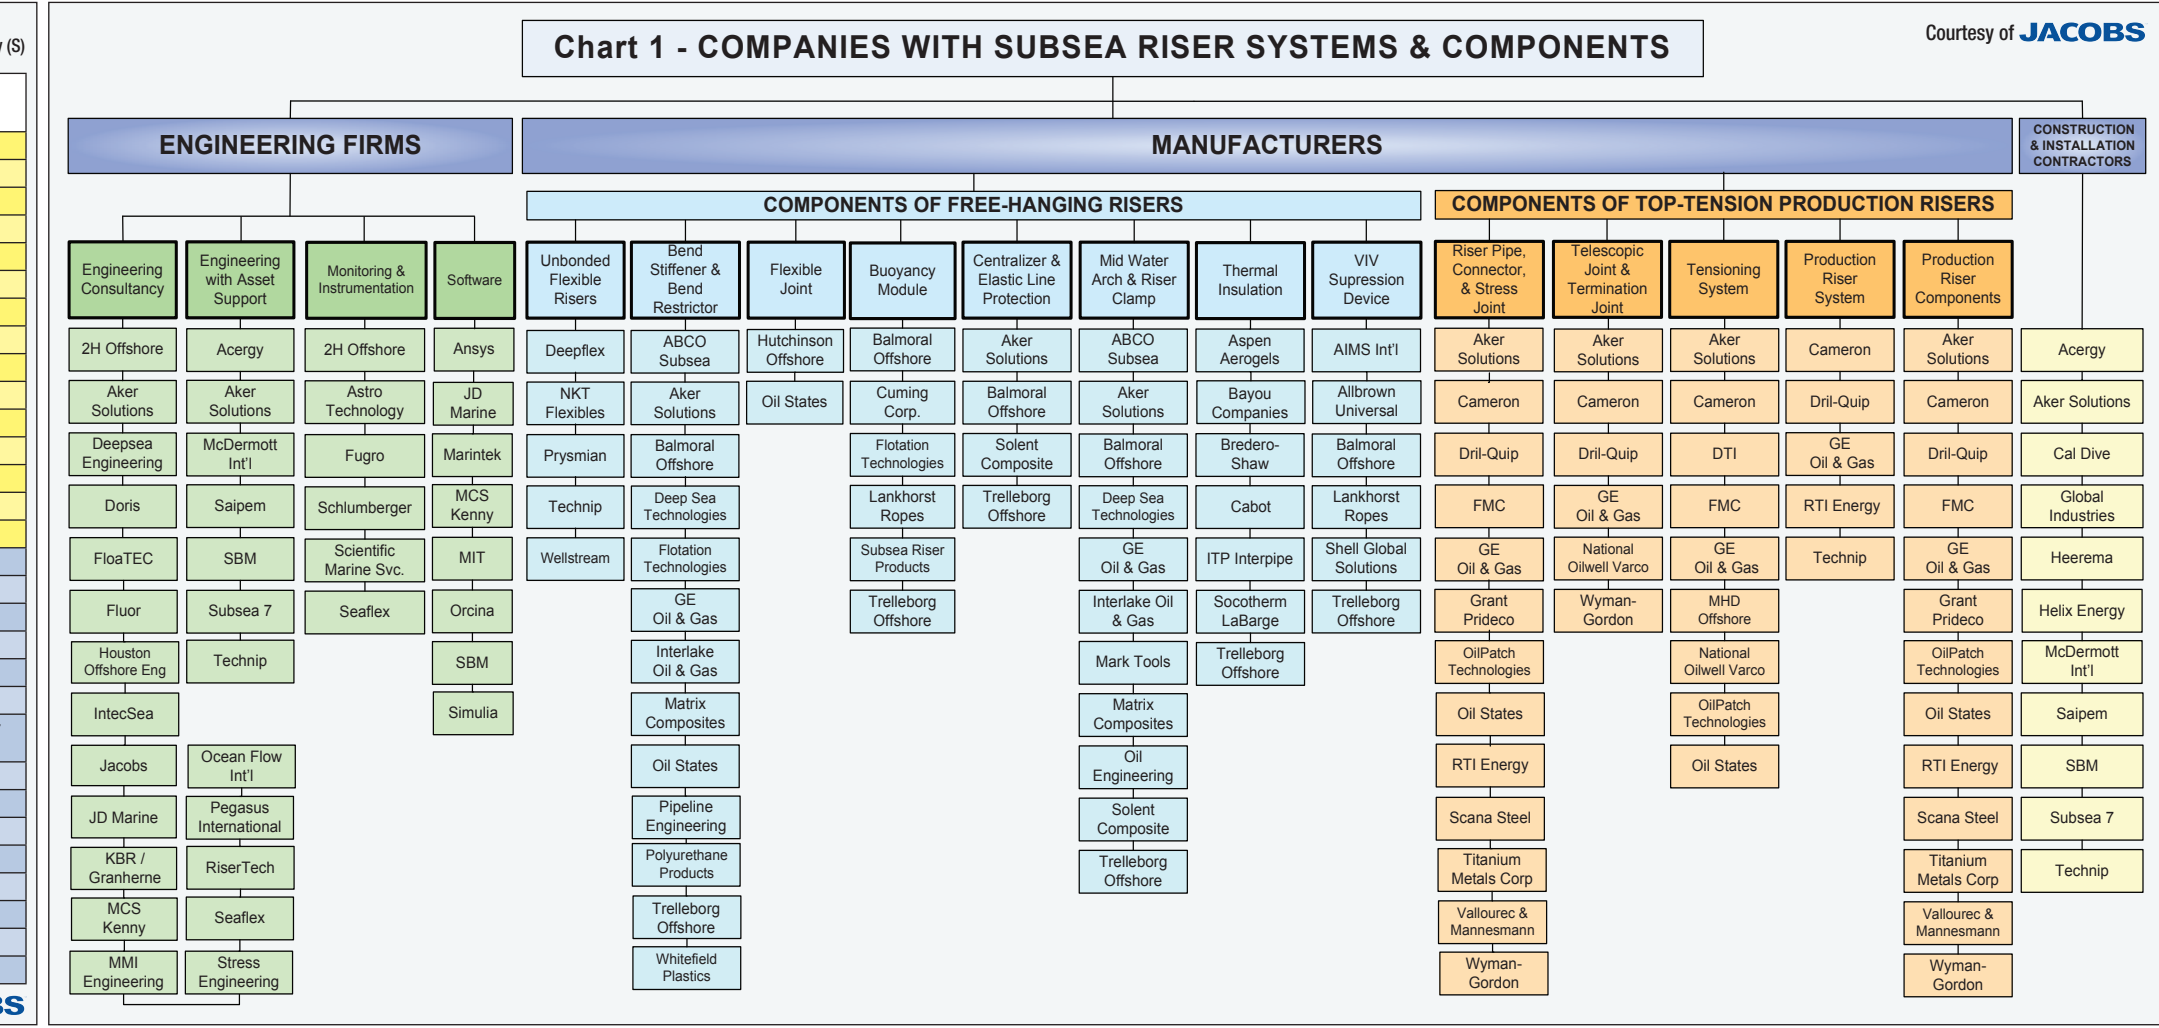 y (S)
Chart 1 - COMPANIES WITH SUBSEA RISER SYSTEMS & COMPONENTS
Courtesy of JACOBS
ENGINEERING FIRMS
MANUFACTURERS
CONSTRUCTION
& INSTALLATION
CONTRACTORS
COMPONENTS OF FREE-HANGING RISERS
COMPONENTS OF TOP-TENSION PRODUCTION RISERS
Engineering
Consultancy
2H Offshore
Aker
Solutions
Deepsea
Engineering
Doris
FloaTEC
Fluor
Houston
Offshore Eng
IntecSea
Jacobs
JD Marine
KBR /
Granherne
MCS
Kenny
MMI
Engineering
Ocean Flow
Int'l
Pegasus
International
RiserTech
Seaflex
Stress
Engineering
Engineering
with Asset
Support
Acergy
Aker
Solutions
McDermott
Int'l
Saipem
SBM
Subsea 7
Technip
Monitoring &
Instrumentation
2H Offshore
Astro
Technology
Fugro
Schlumberger
Scientific
Marine Svc.
Seaflex
Software
Ansys
JD
Marine
Marintek
MCS
Kenny
MIT
Orcina
SBM
Simulia
Unbonded
Flexible
Risers
Deepflex
NKT
Flexibles
Prysmian
Technip
Wellstream
Bend
Stiffener &
Bend
Restrictor
ABCO
Subsea
Aker
Solutions
Balmoral
Offshore
Deep Sea
Technologies
Flotation
Technologies
GE
Oil & Gas
Interlake
Oil & Gas
Matrix
Composites
Oil States
Pipeline
Engineering
Polyurethane
Products
Trelleborg
Offshore
Whitefield
Plastics
Flexible
Joint
Hutchinson
Offshore
Oil States
Buoyancy
Module
Balmoral
Offshore
Cuming
Corp.
Flotation
Technologies
Lankhorst
Ropes
Subsea Riser
Products
Trelleborg
Offshore
Centralizer &
Elastic Line
Protection
Aker
Solutions
Balmoral
Offshore
Solent
Composite
Trelleborg
Offshore
Mid Water
Arch & Riser
Clamp
ABCO
Subsea
Aker
Solutions
Balmoral
Offshore
Deep Sea
Technologies
GE
Oil & Gas
Interlake Oil
& Gas
Mark Tools
Matrix
Composites
Oil
Engineering
Solent
Composite
Trelleborg
Offshore
Thermal
Insulation
Aspen
Aerogels
Bayou
Companies
Bredero-
Shaw
Cabot
ITP Interpipe
Socotherm
LaBarge
Trelleborg
Offshore
VIV
Supression
Device
AIMS Int'l
Allbrown
Universal
Balmoral
Offshore
Lankhorst
Ropes
Shell Global
Solutions
Trelleborg
Offshore
Riser Pipe,
Connector,
& Stress
Joint
Aker
Solutions
Cameron
Dril-Quip
FMC
GE
Oil & Gas
Grant
Prideco
OilPatch
Technologies
Oil States
RTI Energy
Scana Steel
Titanium
Metals Corp
Vallourec &
Mannesmann
Wyman-
Gordon
Telescopic
Joint &
Termination
Joint
Aker
Solutions
Cameron
Dril-Quip
GE
Oil & Gas
National
Oilwell Varco
Wyman-
Gordon
Tensioning
System
Aker
Solutions
Cameron
DTI
FMC
GE
Oil & Gas
MHD
Offshore
National
Oilwell Varco
OilPatch
Technologies
Oil States
Production
Riser
System
Cameron
Dril-Quip
GE
Oil & Gas
RTI Energy
Technip
Production
Riser
Components
Aker
Solutions
Cameron
Dril-Quip
FMC
GE
Oil & Gas
Grant
Prideco
OilPatch
Technologies
Oil States
RTI Energy
Scana Steel
Titanium
Metals Corp
Vallourec &
Mannesmann
Wyman-
Gordon
Acergy
Aker Solutions
Cal Dive
Global
Industries
Heerema
Helix Energy
McDermott
Int'l
Saipem
SBM
Subsea 7
Technip
BS